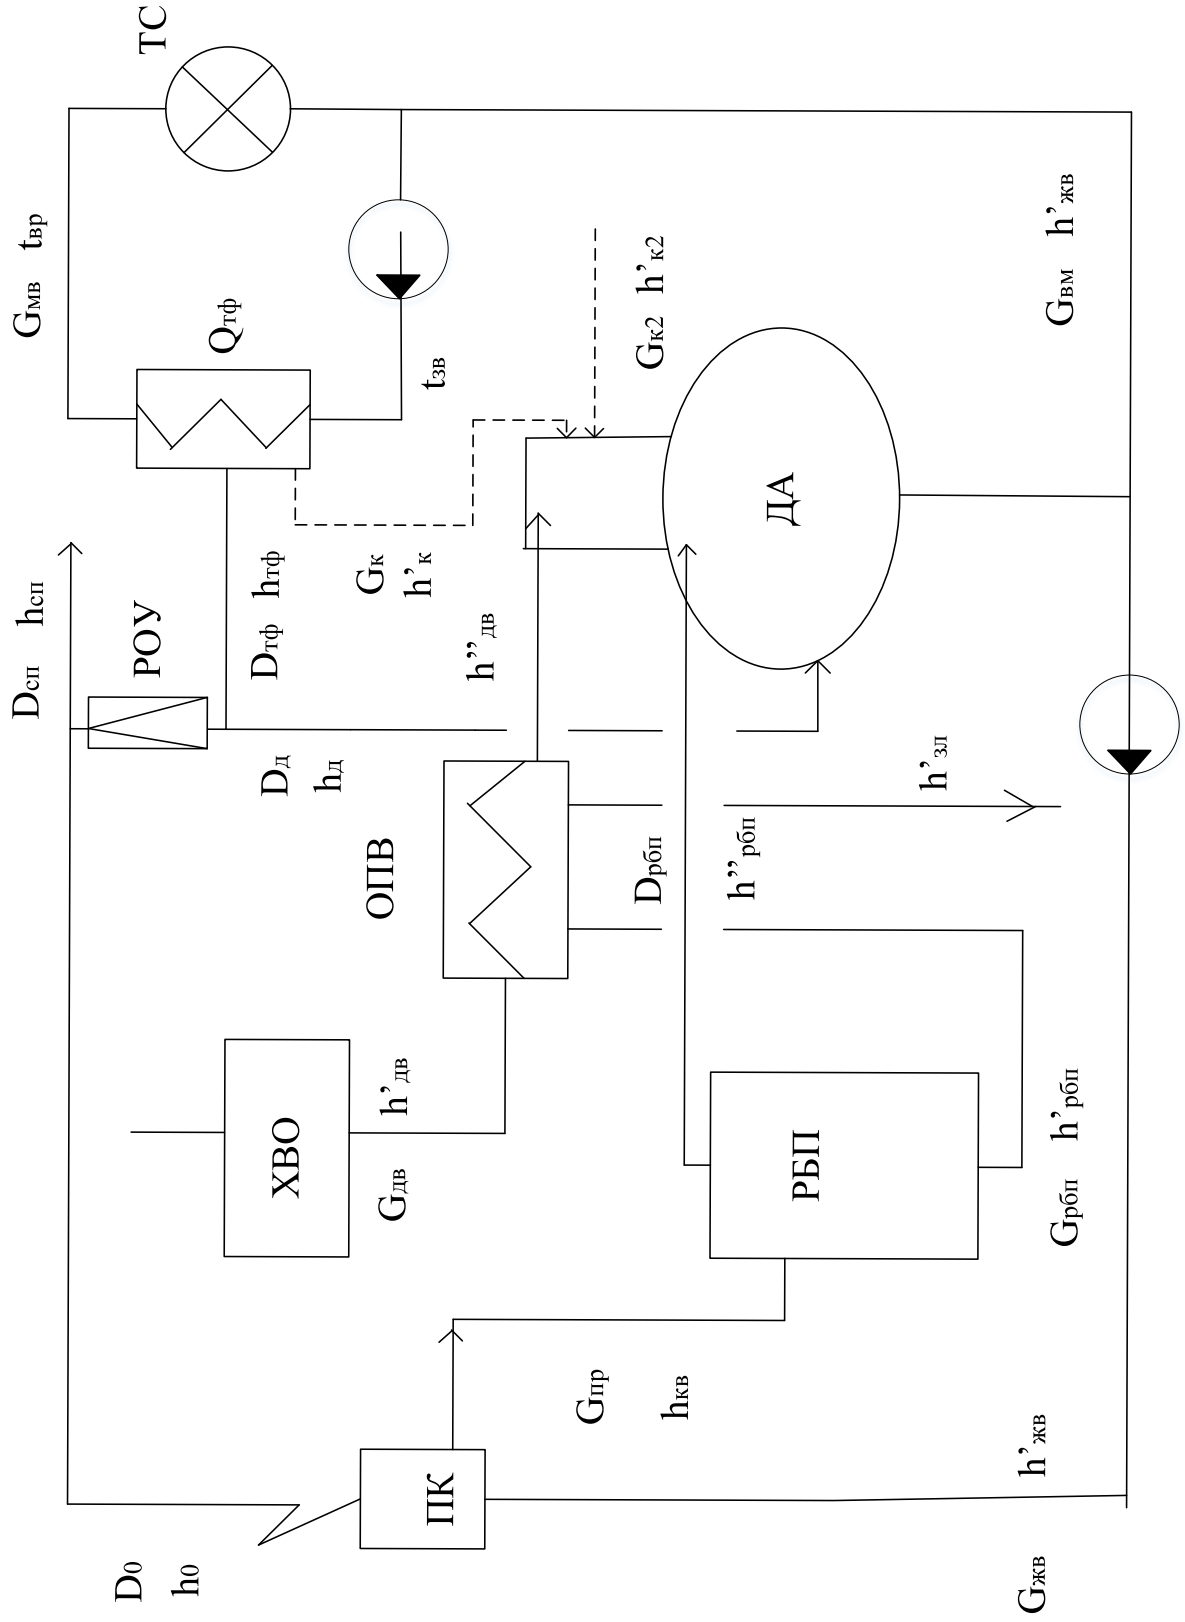 Dсп hсп
Gмв tвр
D0
h0
РОУ
ТС
Qтф
Dтф hтф
ХВО
Dд
hд
Gк
h’к
Gдв
h’дв
ОПВ
tзв
ПК
h’’дв
Gпр
hкв
Dрбп
h’’рбп
Gк2 h’к2
РБП
ДА
h’зл
Gжв
h’жв
Gрбп h’рбп
Gвм h’жв